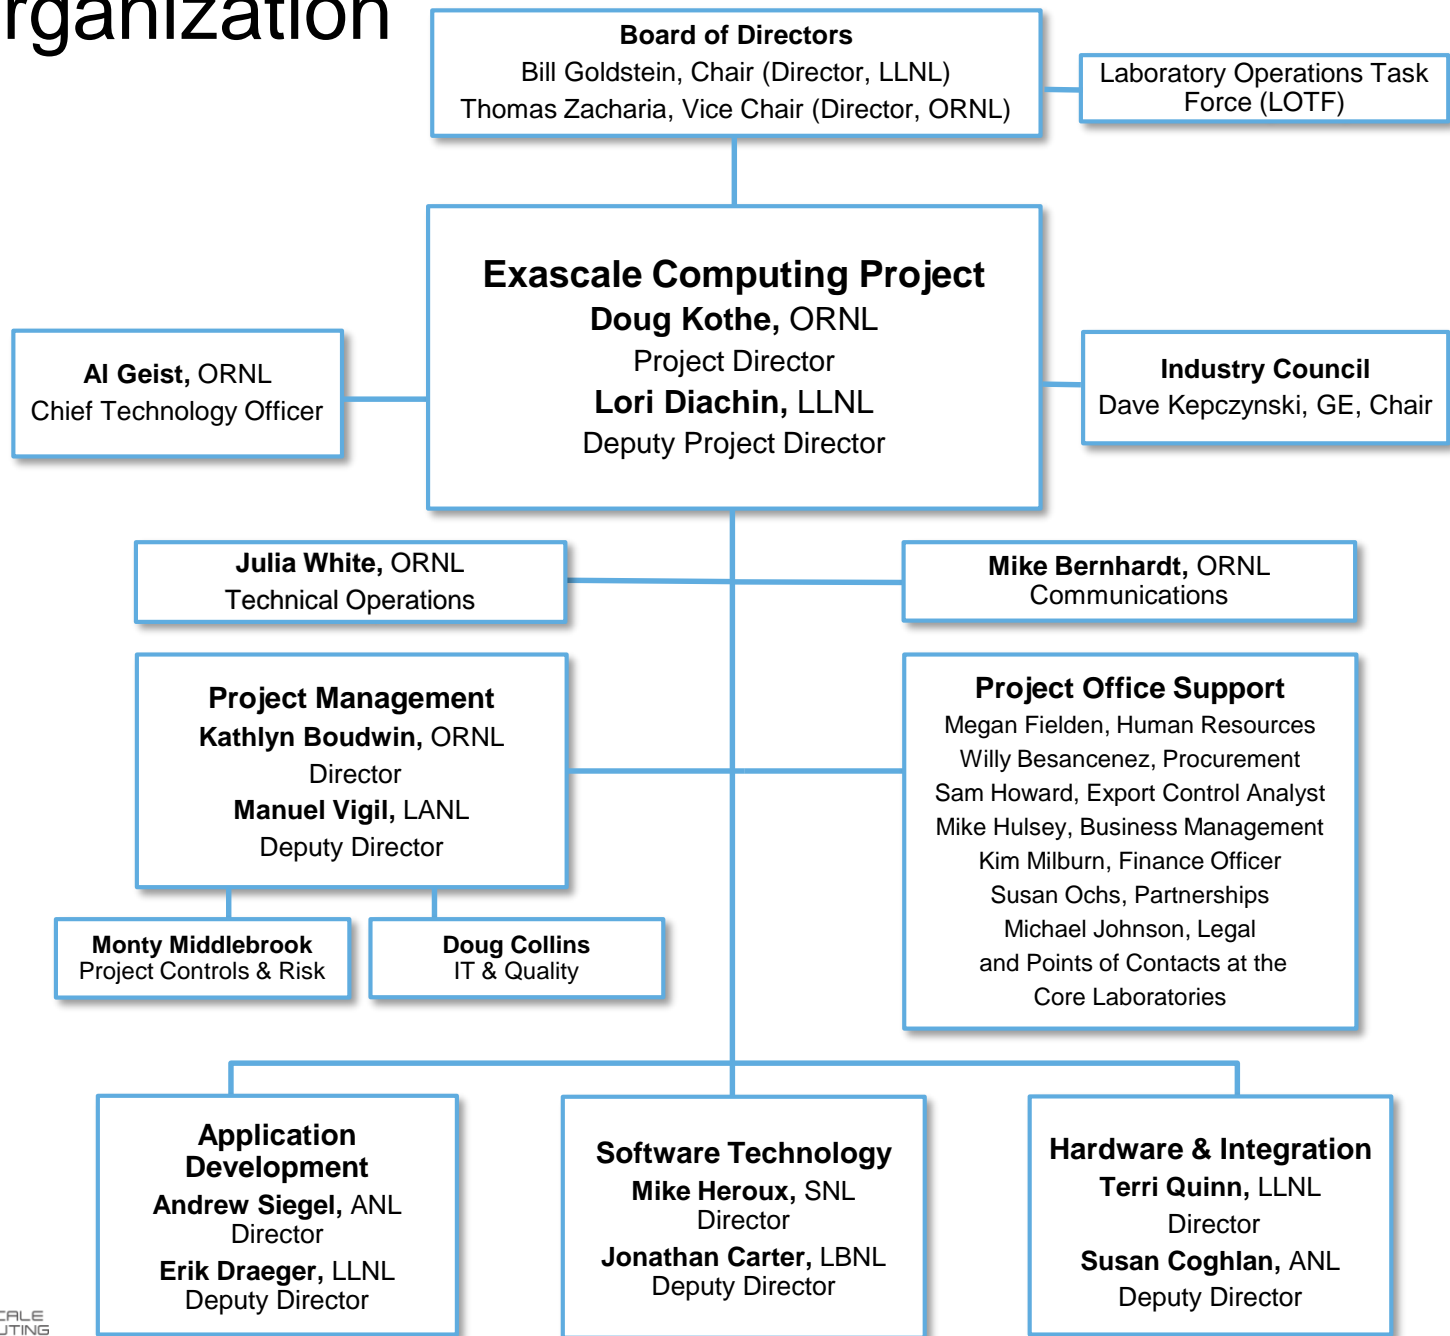 rganization
Board of Directors
Bill Goldstein, Chair (Director, LLNL)
Thomas Zacharia, Vice Chair (Director, ORNL)
Laboratory Operations Task
Force (LOTF)
Exascale Computing Project
Doug Kothe, ORNL
Project Director
Lori Diachin, LLNL
Deputy Project Director
Al Geist, ORNL
Chief Technology Officer
Industry Council
Dave Kepczynski, GE, Chair
Julia White, ORNL
Technical Operations
Mike Bernhardt, ORNL
Communications
Project Management
Kathlyn Boudwin, ORNL
Director
Manuel Vigil, LANL
Deputy Director
Project Office Support
Megan Fielden, Human Resources
Willy Besancenez, Procurement
Sam Howard, Export Control Analyst
Mike Hulsey, Business Management
Kim Milburn, Finance Officer
Susan Ochs, Partnerships
Michael Johnson, Legal
and Points of Contacts at the
Core Laboratories
Monty Middlebrook
Project Controls & Risk
Doug Collins
IT & Quality
Application
Development
Andrew Siegel, ANL
Director
Erik Draeger, LLNL
Deputy Director
Software Technology
Mike Heroux, SNL
Director
Jonathan Carter, LBNL
Deputy Director
Hardware & Integration
Terri Quinn, LLNL
Director
Susan Coghlan, ANL
Deputy Director
CALE
UTING